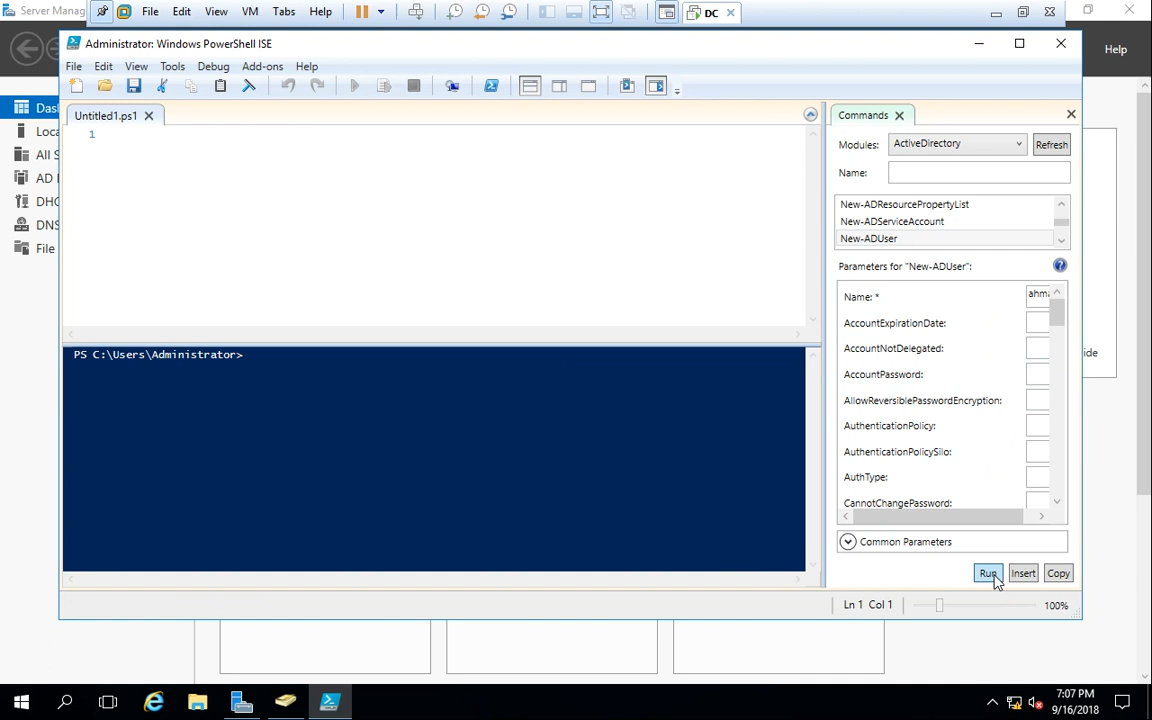 Server Manag
File Edit View VM Tabs Help
DC
Administrator: Windows PowerShell ISE
Help
File Edit View Tools Debug Add-ons Help
Untitled1.ps1
1
Dasl
Loca
All S
AD
DHC
DNS
File
PS C:\Users\Administrator>
Commands
Modules: ActiveDirectory Refresh
Name:
New-ADResourcePropertyList
New-ADServiceAccount
New-ADUser
Parameters for "New-ADUser":
Name: * ahma
AccountExpirationDate:
AccountNotDelegated:
AccountPassword:
AllowReversiblePasswordEncryption:
AuthenticationPolicy:
AuthenticationPolicySilo:
AuthType:
CannotChangePassword:
Common Parameters
Run Insert Copy
ide
Ln 1 Col 1 100%
7:07 PM
9/16/2018